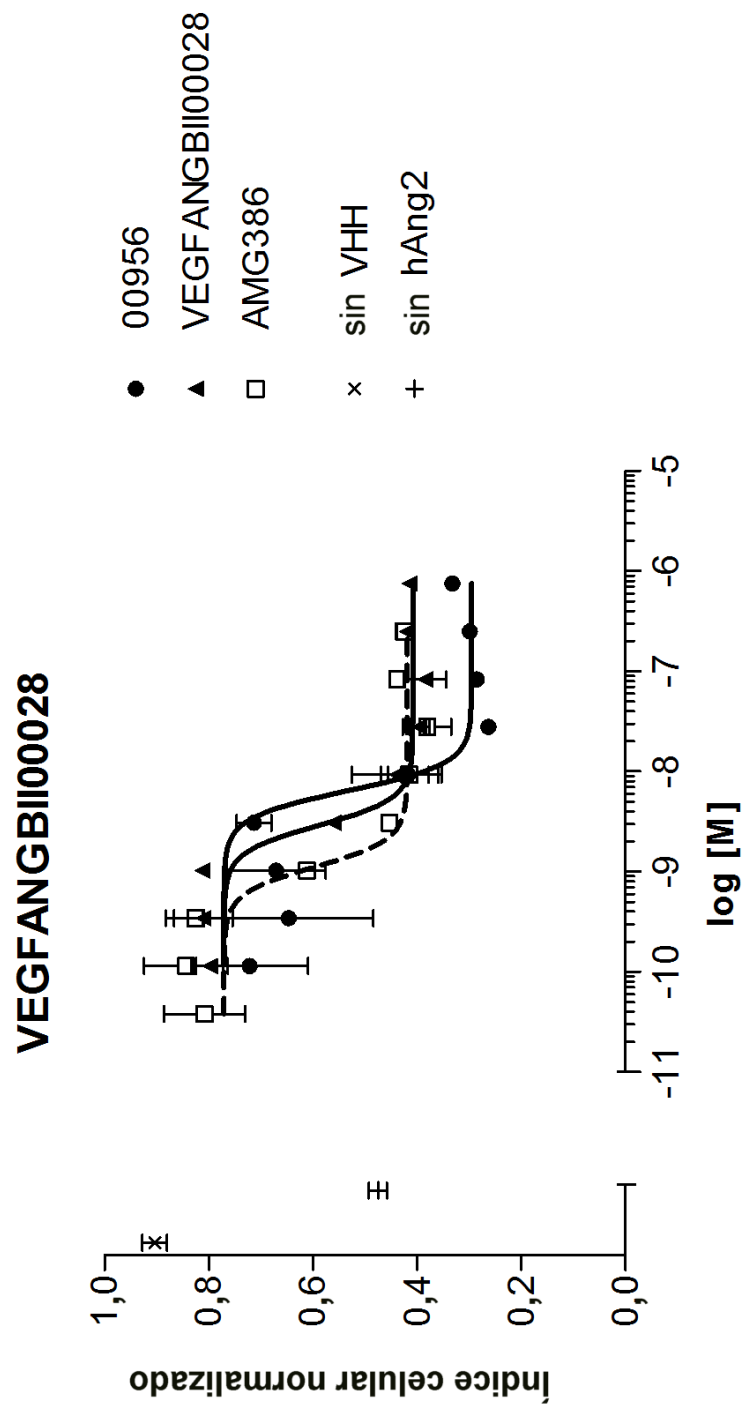 VEGFANGBII00028
Índice celular normalizado
1,0
0,8
0,6
0,4
0,2
0,0
-11
-10
-9
-8
-7
-6
-5
log [M]
00956
VEGFANGBII00028
AMG386
sin VHH
sin hAng2